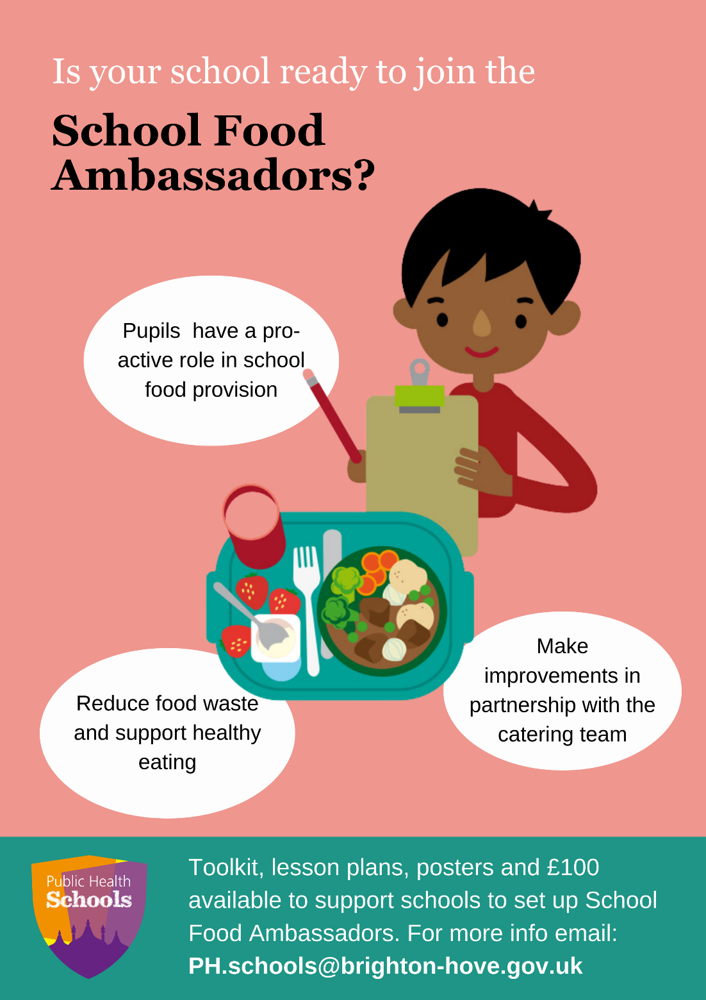 Is your school ready to join the
School Food
Ambassadors?
Pupils  have a pro-
active role in school
food provision
Reduce food waste
and support healthy
eating
Make
improvements in
partnership with the
catering team
Public Health
Schools
Toolkit, lesson plans, posters and £100
available to support schools to set up School
Food Ambassadors. For more info email:
PH.schools@brighton-hove.gov.uk